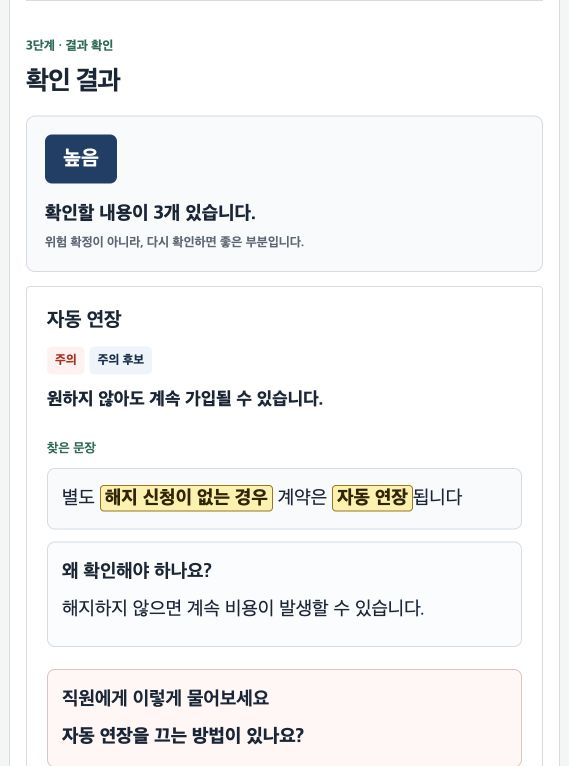 3단계 · 결과 확인
확인 결과
높음
확인할 내용이 3개 있습니다.
위험 확정이 아니라, 다시 확인하면 좋은 부분입니다.
자동 연장
주의 주의 후보
원하지 않아도 계속 가입될 수 있습니다.
찾은 문장
별도 해지 신청이 없는 경우 계약은 자동 연장됩니다
왜 확인해야 하나요?
해지하지 않으면 계속 비용이 발생할 수 있습니다.
직원에게 이렇게 물어보세요
자동 연장을 끄는 방법이 있나요?